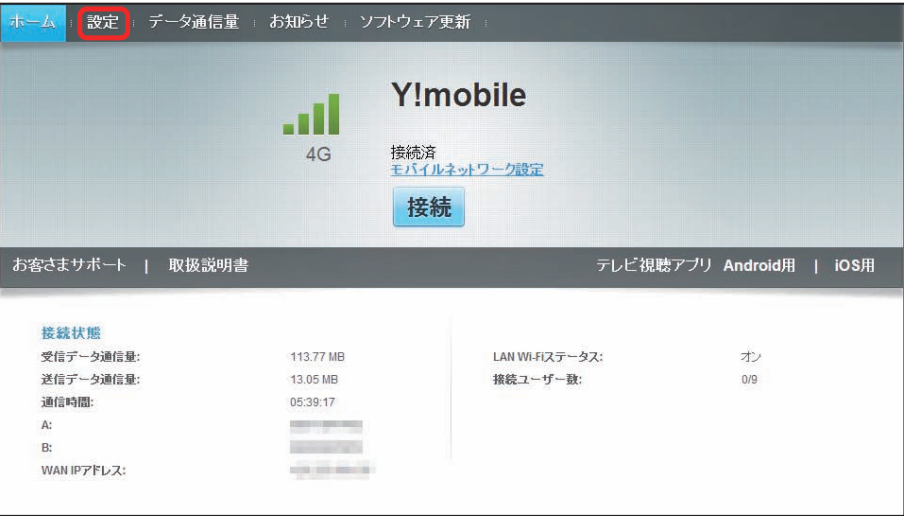 ホーム 設定 データ通信量 お知らせ ソフトウェア更新
Y!mobile
4G
接続済
モバイルネットワーク設定
接続
お客さまサポート | 取扱説明書 テレビ視聴アプリ Android用 | iOS用
接続状態
受信データ通信量: 113.77 MB LAN Wi-Fiステータス: オン
送信データ通信量: 13.05 MB 接続ユーザー数: 0/9
通信時間: 05:39:17
A:
B:
WAN IPアドレス: